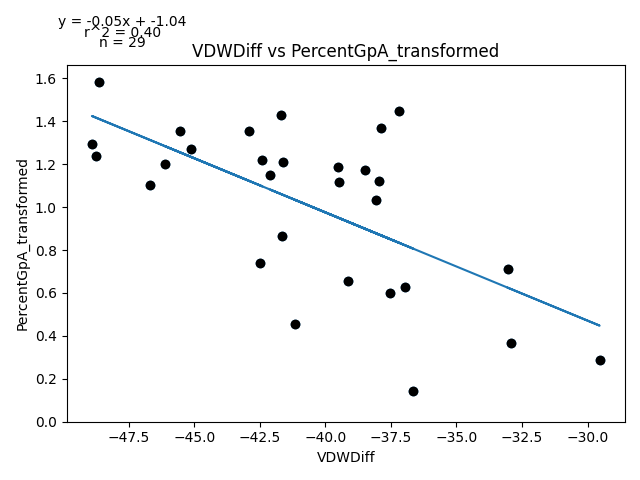 y = -0.05x + -1.04
r^2 = 0.40
n = 29
VDWDiff vs PercentGpA_transformed
1.6
1.4
1.2
1.0
0.8
0.6
0.4
0.2
0.0
PercentGpA_transformed
−47.5 −45.0 −42.5 −40.0 −37.5 −35.0 −32.5 −30.0
VDWDiff